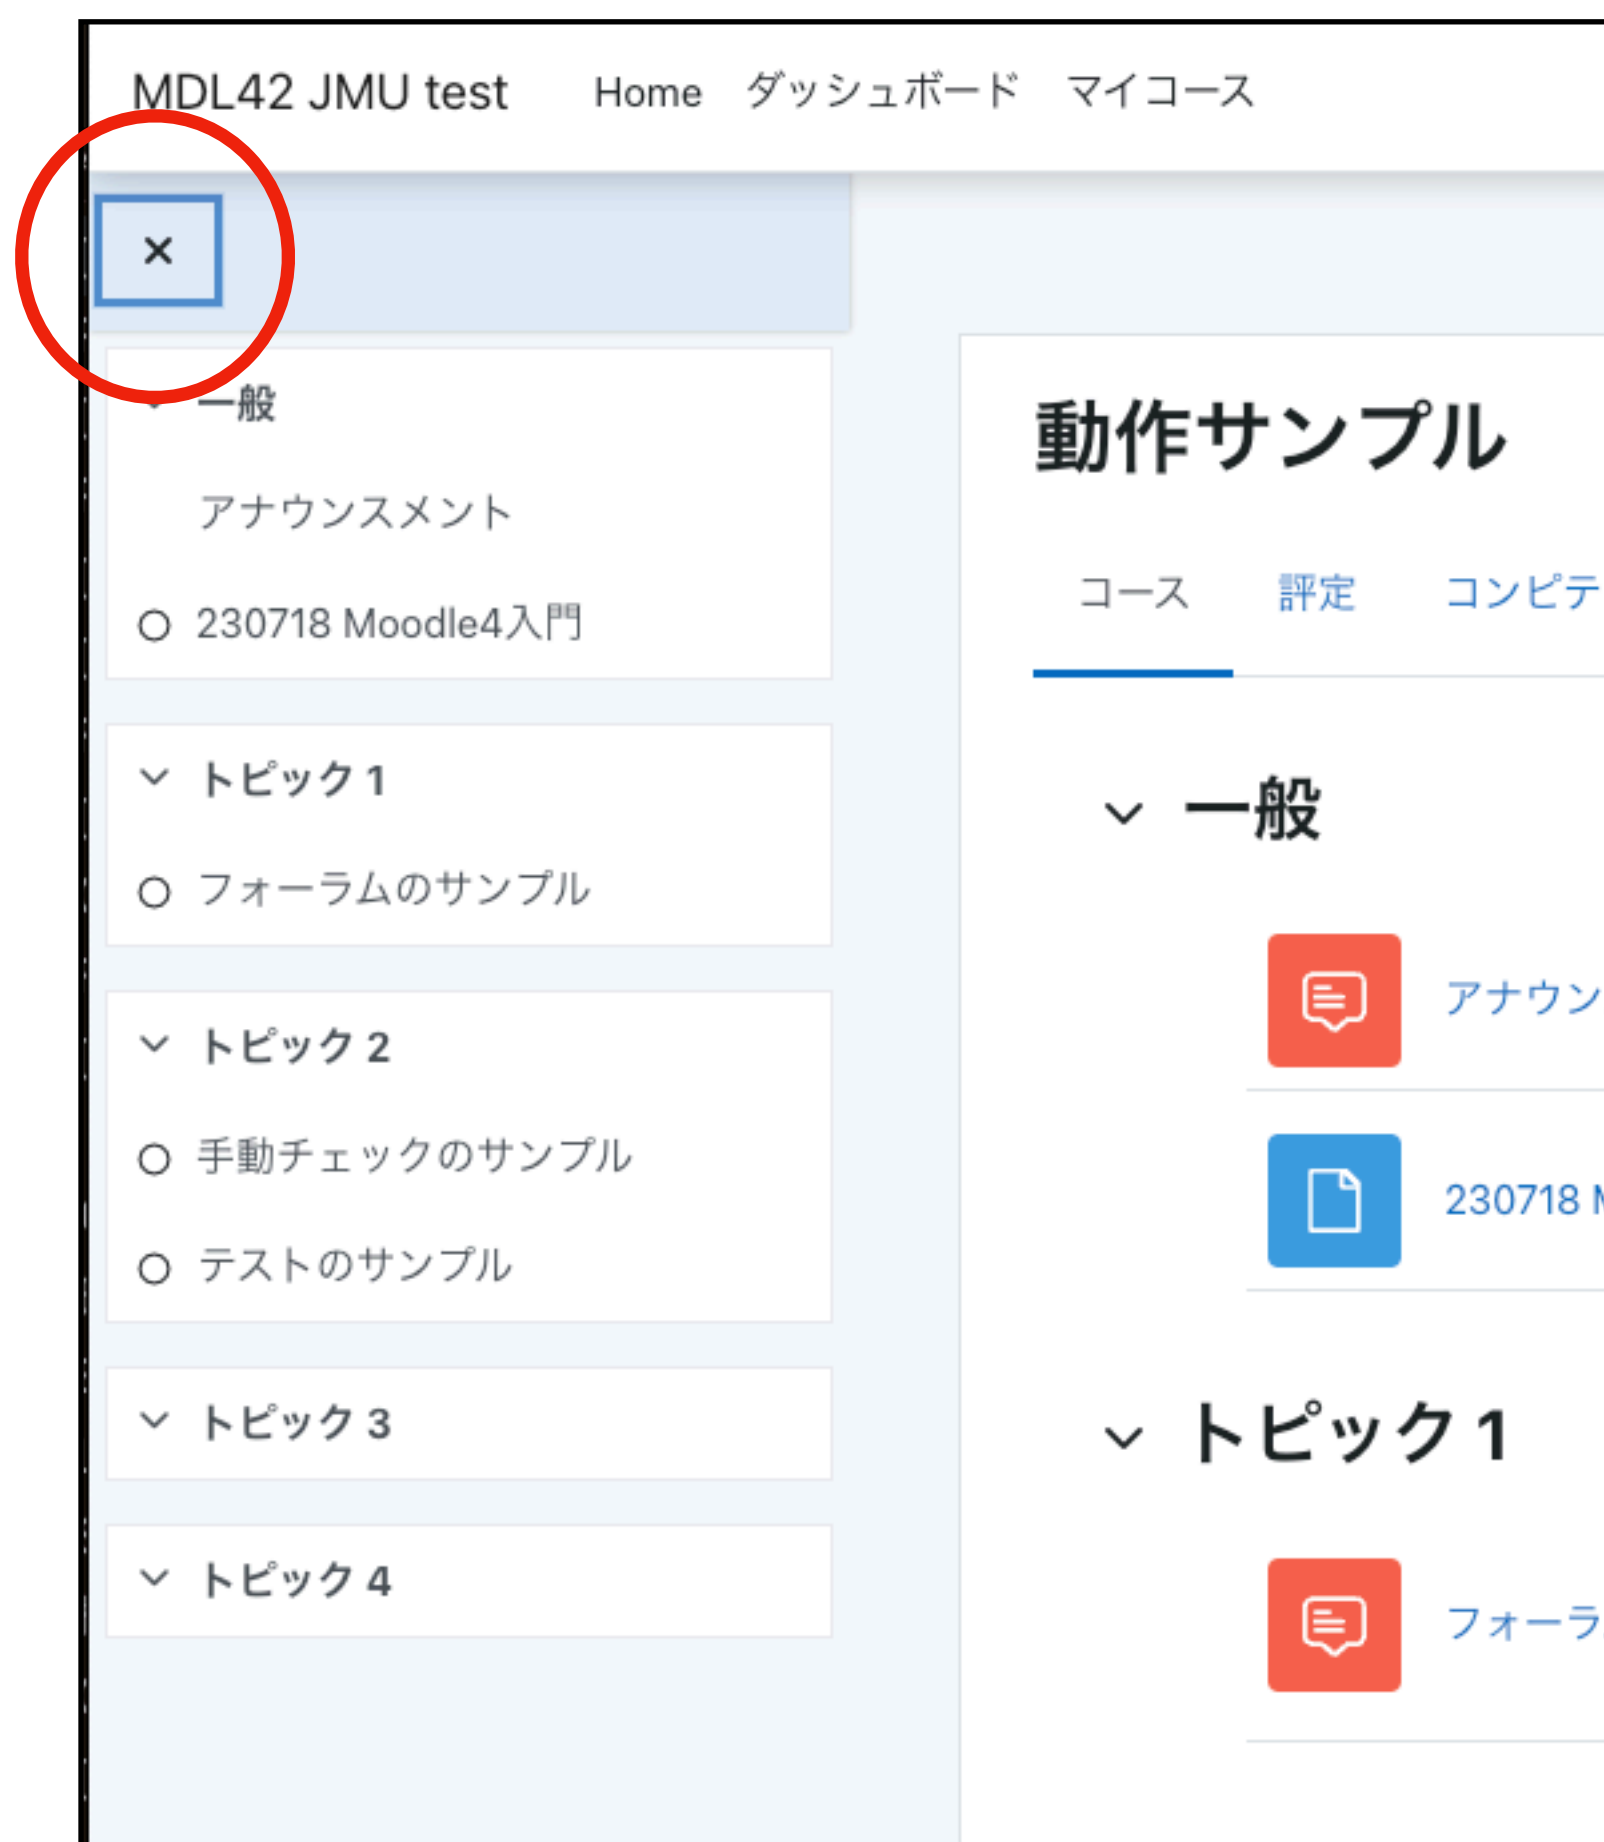 MDL42 JMU test Home ダッシュボード マイコース
一般
アナウンスメント
230718 Moodle4入門
トピック 1
フォーラムのサンプル
トピック 2
手動チェックのサンプル
テストのサンプル
トピック 3
トピック 4
動作サンプル
コース 評定 コンピテ
一般
アナウン
230718 M
トピック 1
フォーラ